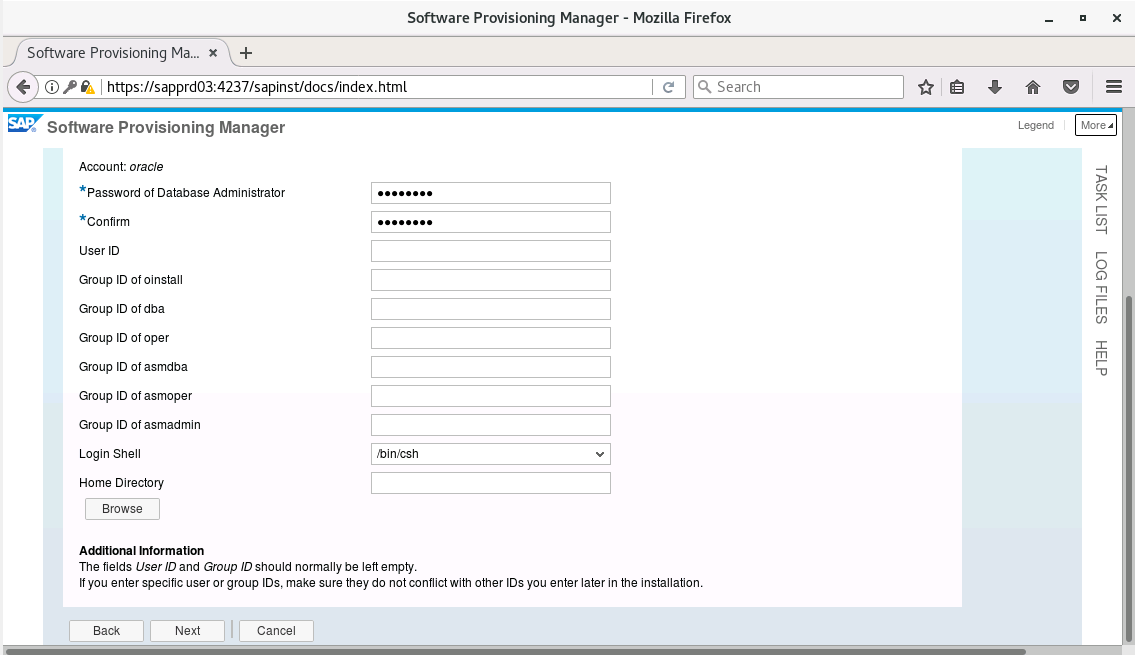 Software Provisioning Manager - Mozilla Firefox
Software Provisioning Ma...
https://sapprd03:4237/sapinst/docs/index.html
Search
SAP Software Provisioning Manager
Legend
More
Account: oracle
*Password of Database Administrator
*Confirm
User ID
Group ID of oinstall
Group ID of dba
Group ID of oper
Group ID of asmdba
Group ID of asmoper
Group ID of asmadmin
Login Shell
/bin/csh
Home Directory
Browse
Additional Information
The fields User ID and Group ID should normally be left empty.
If you enter specific user or group IDs, make sure they do not conflict with other IDs you enter later in the installation.
Back
Next
Cancel
TASK LIST
LOG FILES
HELP